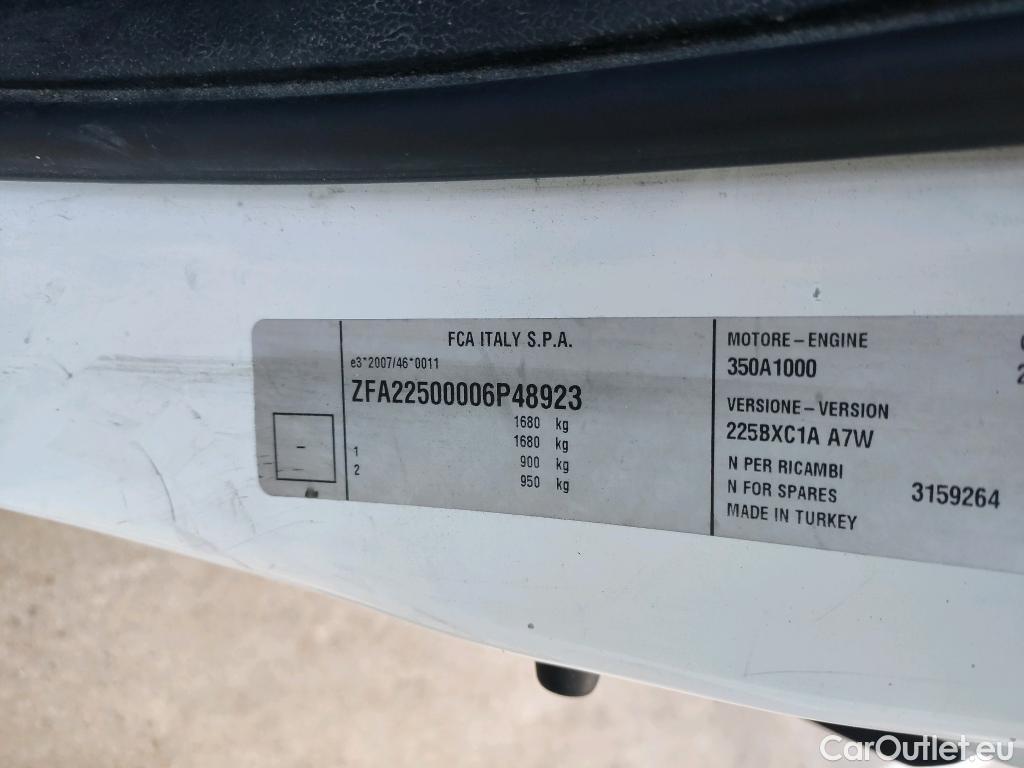 FCA ITALY S.P.A.
e3*2007/46*0011
ZFA22500006P48923
1680 kg
1680 kg
1 900 kg
2 950 kg
-
MOTORE – ENGINE
350A1000
VERSIONE – VERSION
225BXC1A A7W
N PER RICAMBI
N FOR SPARES 3159264
MADE IN TURKEY
CarOutlet.eu